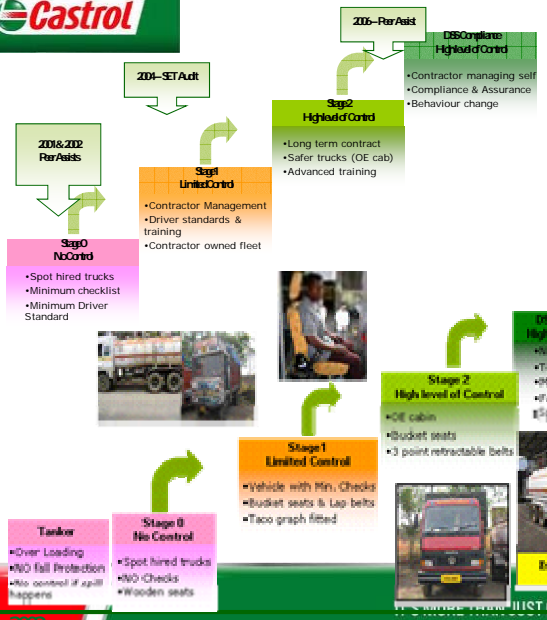 Castrol
2006 – Peer Assist
DSS Compliance
High level of Control
•Contractor managing self
•Compliance & Assurance
•Behaviour change
2004 – SET Audit
Stage 2
High level of Control
•Long term contract
•Safer trucks (OE cab)
•Advanced training
2001 & 2002
Peer Assists
Stage 1
Limited Control
•Contractor Management
•Driver standards &
training
•Contractor owned fleet
Stage 0
No Control
•Spot hired trucks
•Minimum checklist
•Minimum Driver
Standard
Stage 2
High level of Control
•OE cabin
•Bucket seats
•3 point retractable belts
Stage 1
Limited Control
•Vehicle with Min. Checks
•Bucket seats & Lap belts
•Taco graph fitted
Stage 0
No Control
•Spot hired trucks
•NO Checks
•Wooden seats
Tanker
•Over Loading
•NO fall Protection
•No control if spill
happens
IT'S MORE THAN JUST